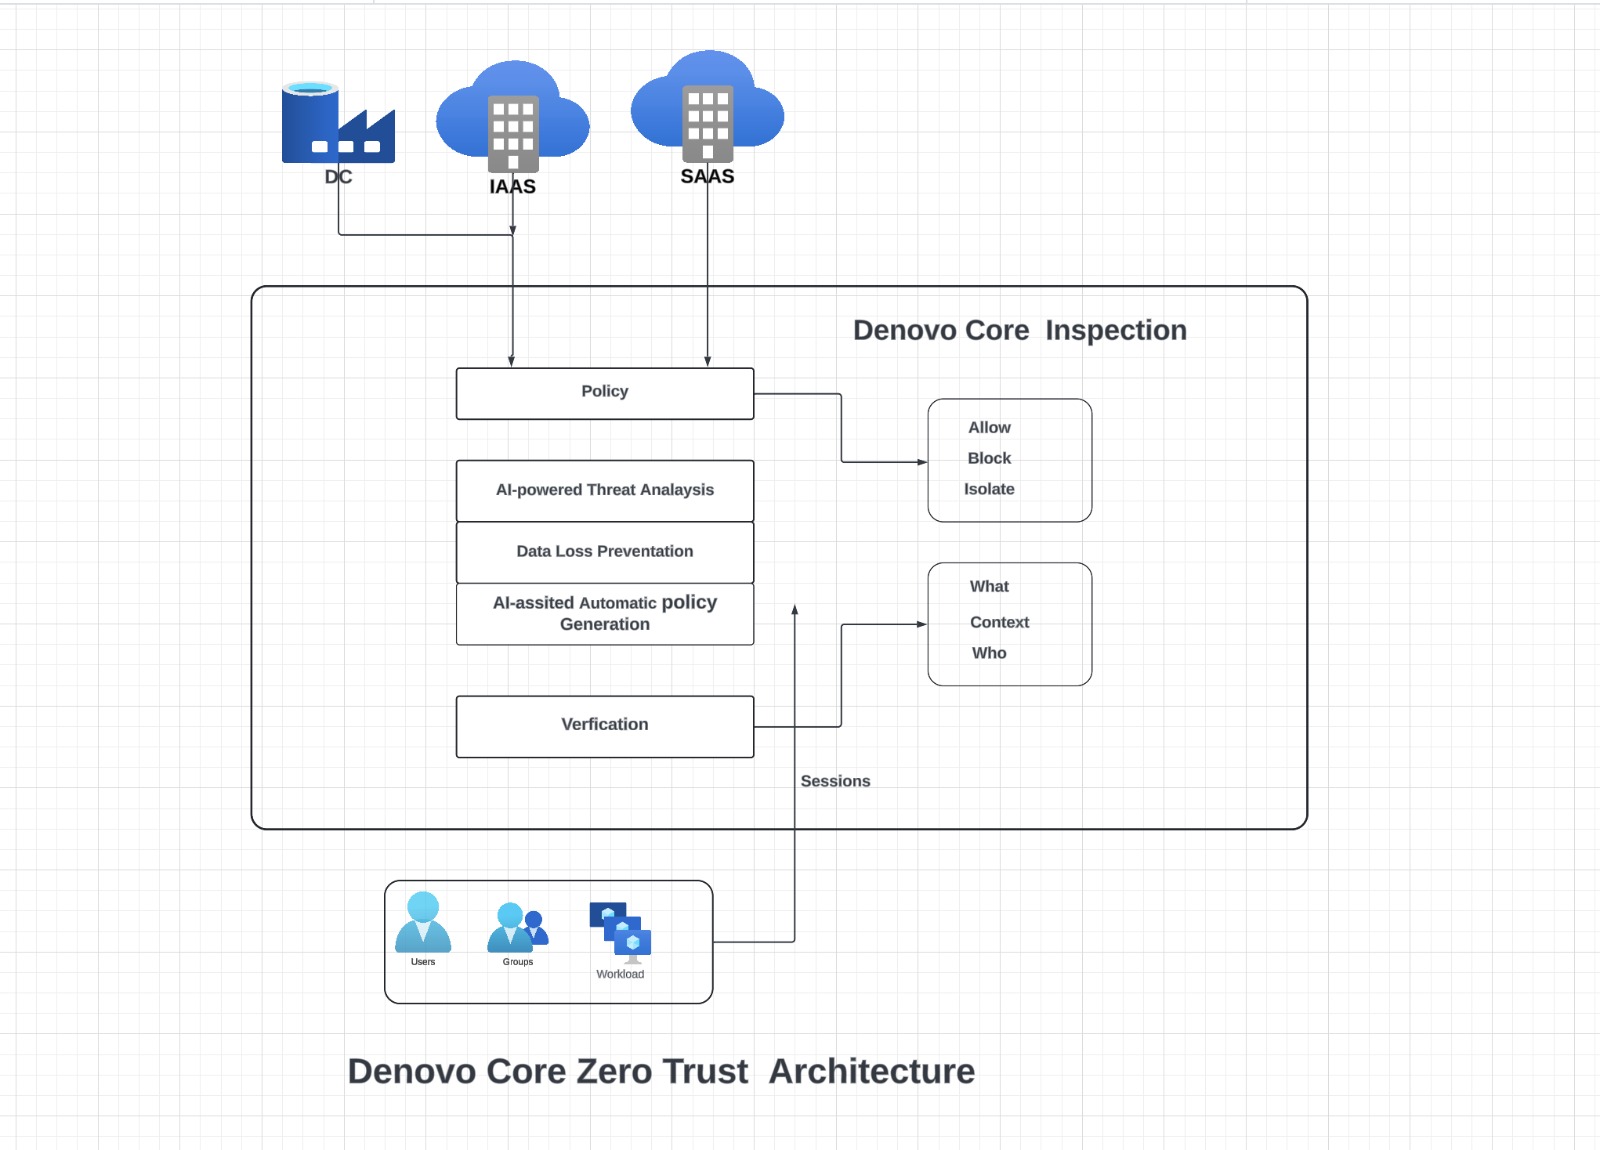 DC
IAAS
SAAS
Denovo Core  Inspection
Policy
Allow
Block
Isolate
AI-powered Threat Analaysis
Data Loss Preventation
AI-assited Automatic policy
Generation
What
Context
Who
Verfication
Sessions
Users
Groups
Workload
Denovo Core Zero Trust  Architecture